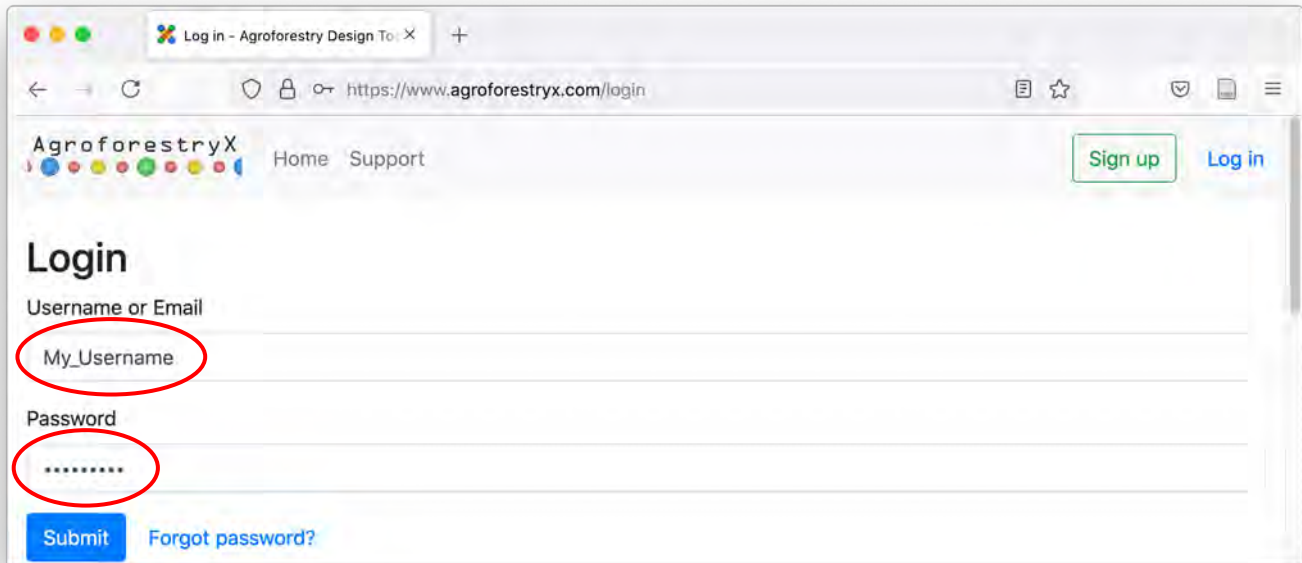 Log in - Agroforestry Design To
https://www.agroforestryx.com/login
AgroforestryX Home Support Sign up Log in
Login
Username or Email
My_Username
Password
•••••••••
Submit Forgot password?